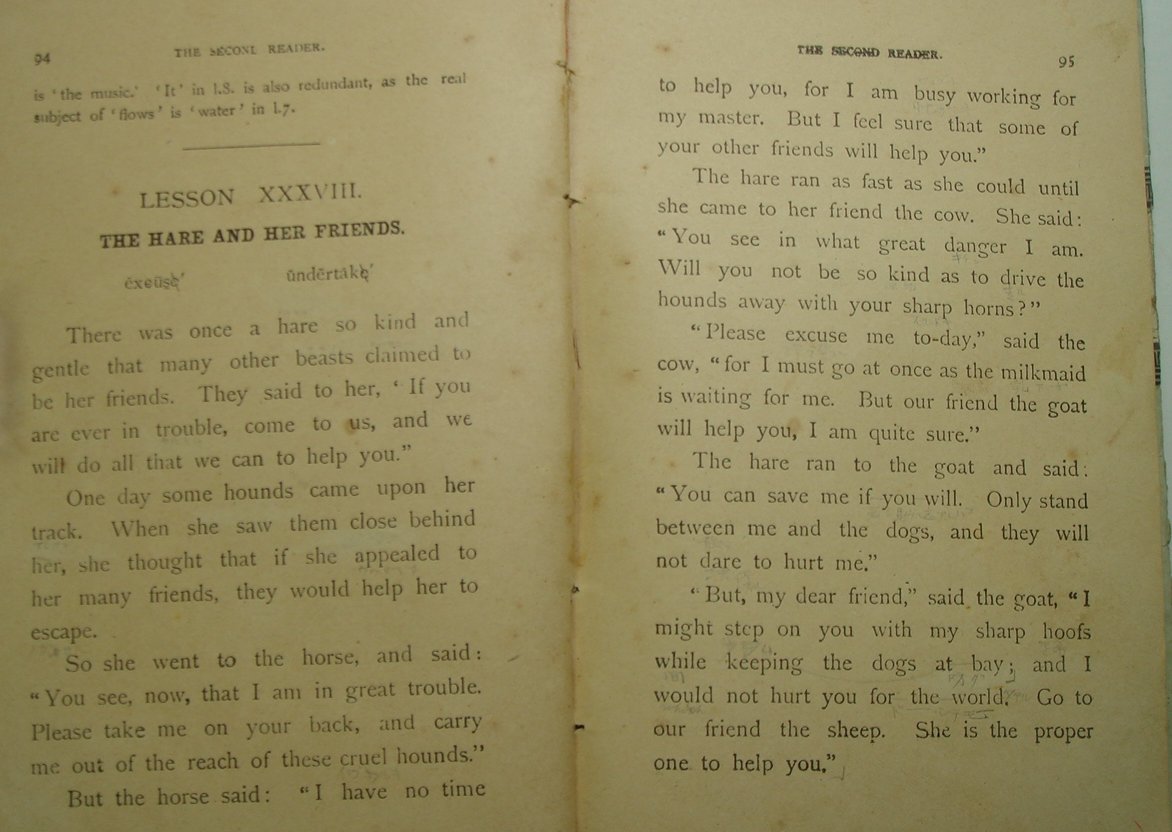 94
THE SECONL READER.
is ‘the music.’ ‘It’ in l.8. is also redundant, as the real
subject of ‘flows’ is ‘water’ in l.7.
LESSON XXXVIII.
THE HARE AND HER FRIENDS.
ĕxcūsę′ ŭndẽrtākę′
There was once a hare so kind and
gentle that many other beasts claimed to
be her friends. They said to her, ‘ If you
are ever in trouble, come to us, and we
will do all that we can to help you.”
One day some hounds came upon her
track. When she saw them close behind
her, she thought that if she appealed to
her many friends, they would help her to
escape.
So she went to the horse, and said:
“You see, now, that I am in great trouble.
Please take me on your back, and carry
me out of the reach of these cruel hounds.”
But the horse said: “I have no time
THE SECOND READER.
95
to help you, for I am busy working for
my master. But I feel sure that some of
your other friends will help you.”
The hare ran as fast as she could until
she came to her friend the cow. She said:
“You see in what great danger I am.
Will you not be so kind as to drive the
hounds away with your sharp horns?”
“Please excuse me to-day,” said the
cow, “for I must go at once as the milkmaid
is waiting for me. But our friend the goat
will help you, I am quite sure.”
The hare ran to the goat and said:
“You can save me if you will. Only stand
between me and the dogs, and they will
not dare to hurt me.”
“But, my dear friend,” said the goat, “I
might step on you with my sharp hoofs
while keeping the dogs at bay; and I
would not hurt you for the world. Go to
our friend the sheep. She is the proper
one to help you.”